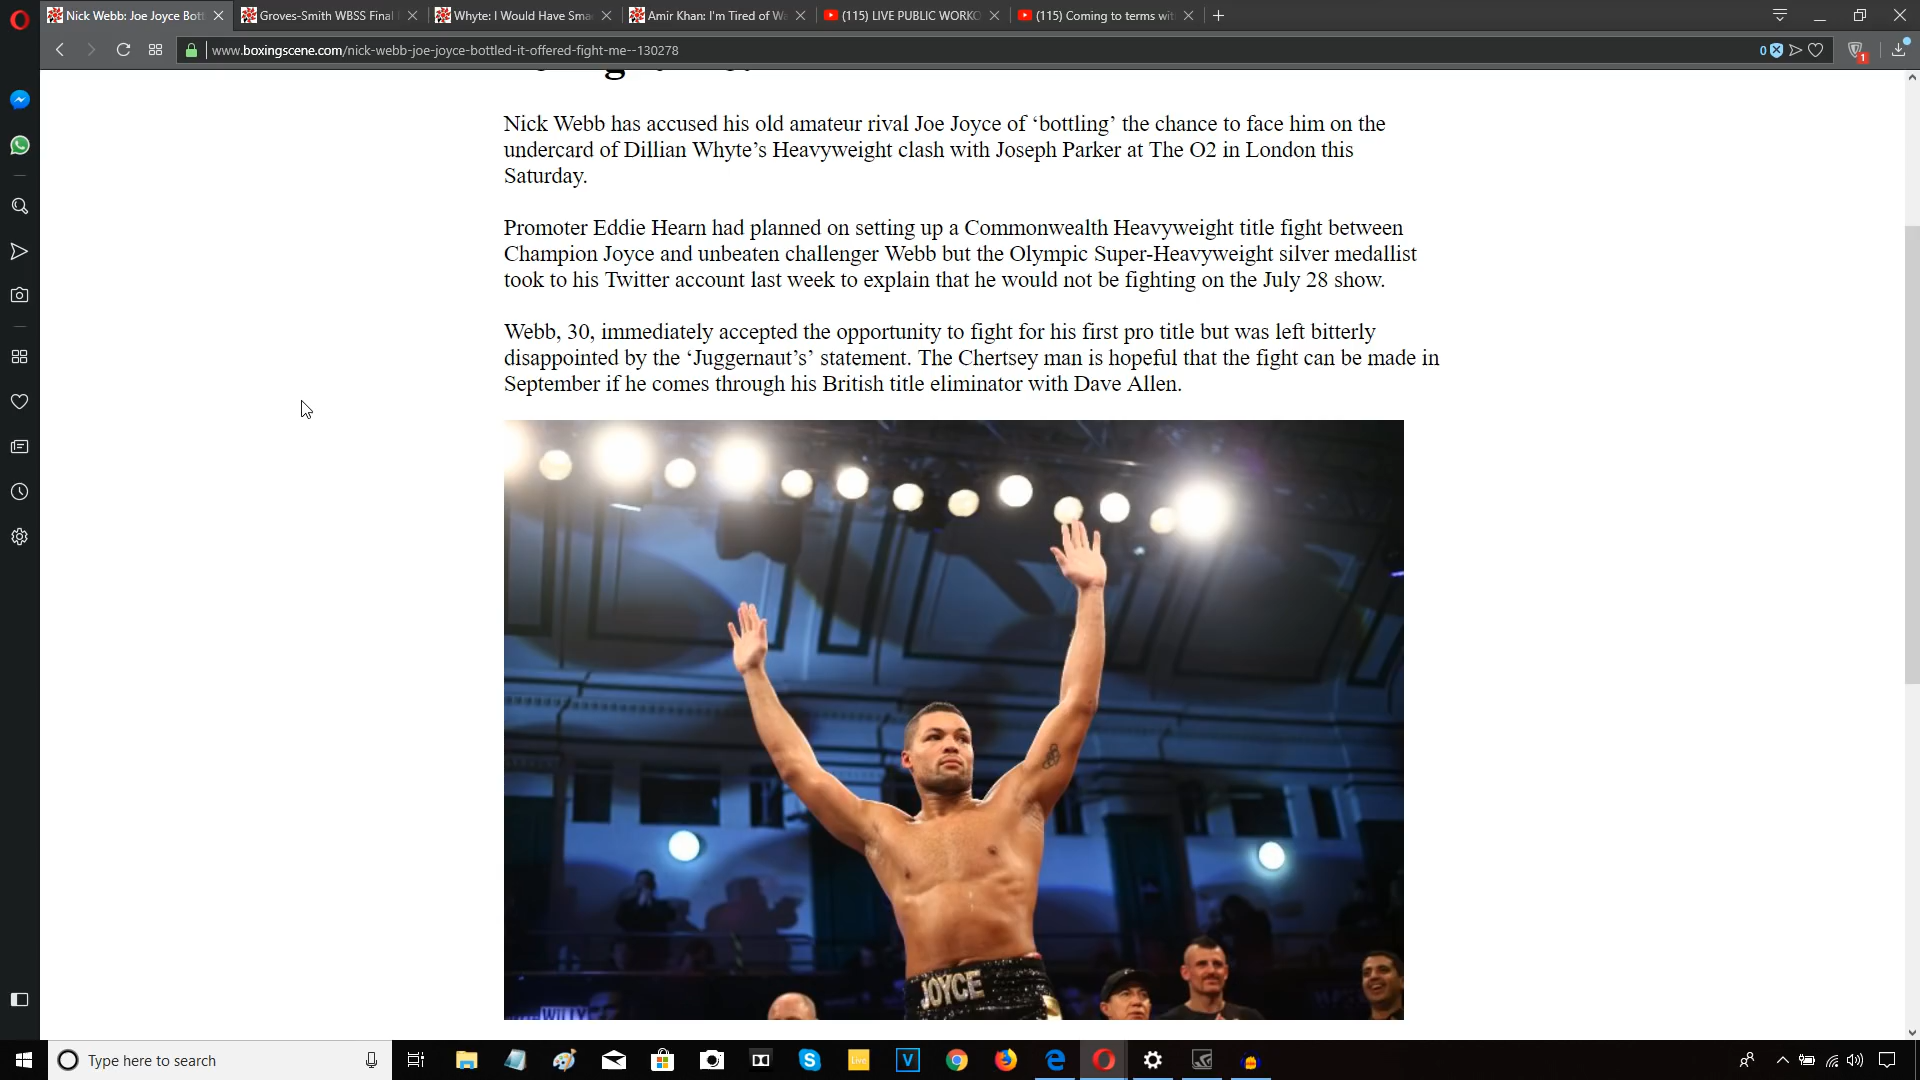 Nick Webb: Joe Joyce Bot
Groves-Smith WBSS Final
Whyte: I Would Have Sma
Amir Khan: I'm Tired of W
(115) LIVE PUBLIC WORKO
(115) Coming to terms wit
www.boxingscene.com/nick-webb-joe-joyce-bottled-it-offered-fight-me--130278
0
1
Nick Webb has accused his old amateur rival Joe Joyce of ‘bottling’ the chance to face him on the
undercard of Dillian Whyte’s Heavyweight clash with Joseph Parker at The O2 in London this
Saturday.
Promoter Eddie Hearn had planned on setting up a Commonwealth Heavyweight title fight between
Champion Joyce and unbeaten challenger Webb but the Olympic Super-Heavyweight silver medallist
took to his Twitter account last week to explain that he would not be fighting on the July 28 show.
Webb, 30, immediately accepted the opportunity to fight for his first pro title but was left bitterly
disappointed by the ‘Juggernaut’s’ statement. The Chertsey man is hopeful that the fight can be made in
September if he comes through his British title eliminator with Dave Allen.
JOYCE
Type here to search
Live
V